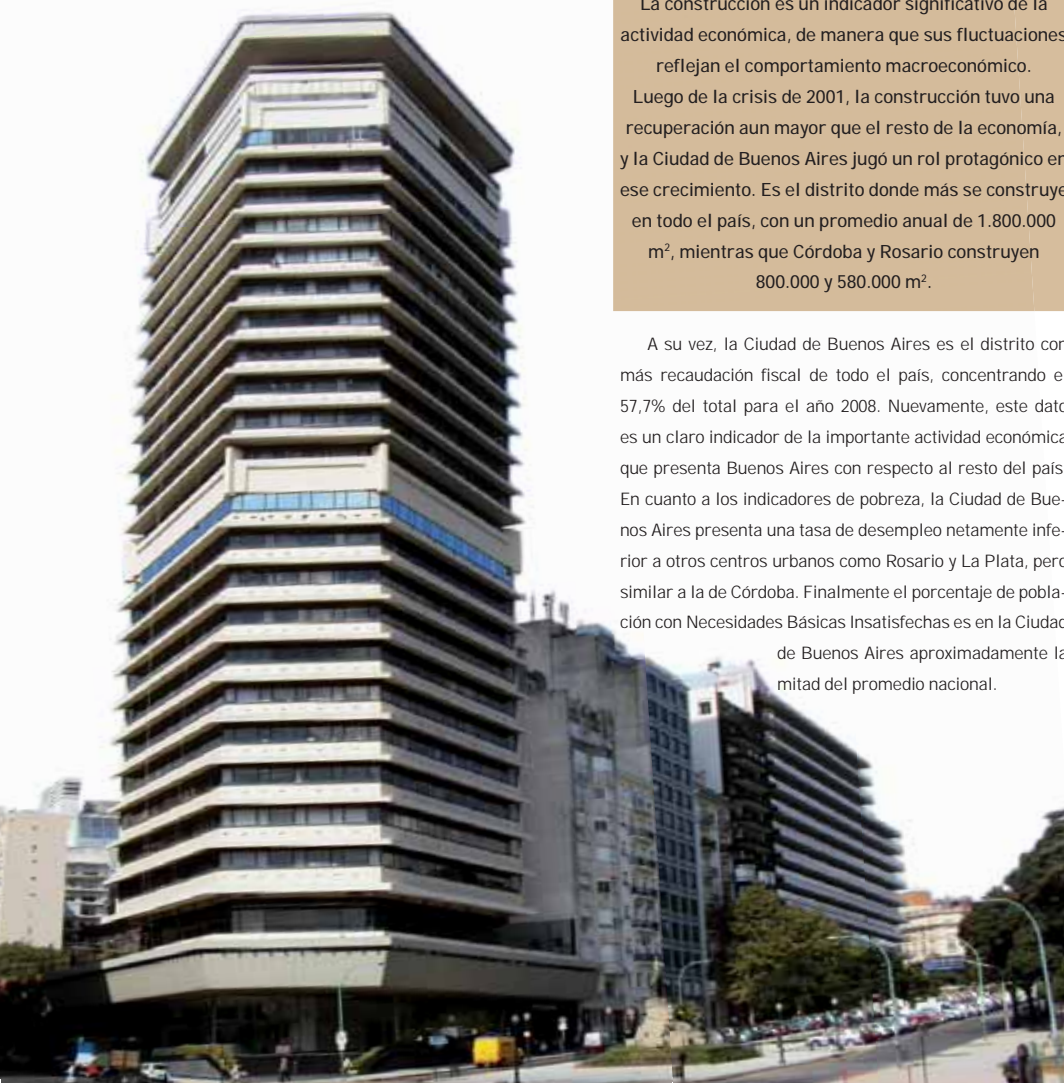 La construcción es un indicador significativo de la
actividad económica, de manera que sus fluctuaciones
reflejan el comportamiento macroeconómico.
Luego de la crisis de 2001, la construcción tuvo una
recuperación aun mayor que el resto de la economía,
y la Ciudad de Buenos Aires jugó un rol protagónico en
ese crecimiento. Es el distrito donde más se construye
en todo el país, con un promedio anual de 1.800.000
m², mientras que Córdoba y Rosario construyen
800.000 y 580.000 m².
A su vez, la Ciudad de Buenos Aires es el distrito con
más recaudación fiscal de todo el país, concentrando el
57,7% del total para el año 2008. Nuevamente, este dato
es un claro indicador de la importante actividad económica
que presenta Buenos Aires con respecto al resto del país
En cuanto a los indicadores de pobreza, la Ciudad de Bue-
nos Aires presenta una tasa de desempleo netamente infe-
rior a otros centros urbanos como Rosario y La Plata, pero
similar a la de Córdoba. Finalmente el porcentaje de pobla-
ción con Necesidades Básicas Insatisfechas es en la Ciudad
de Buenos Aires aproximadamente la
mitad del promedio nacional.